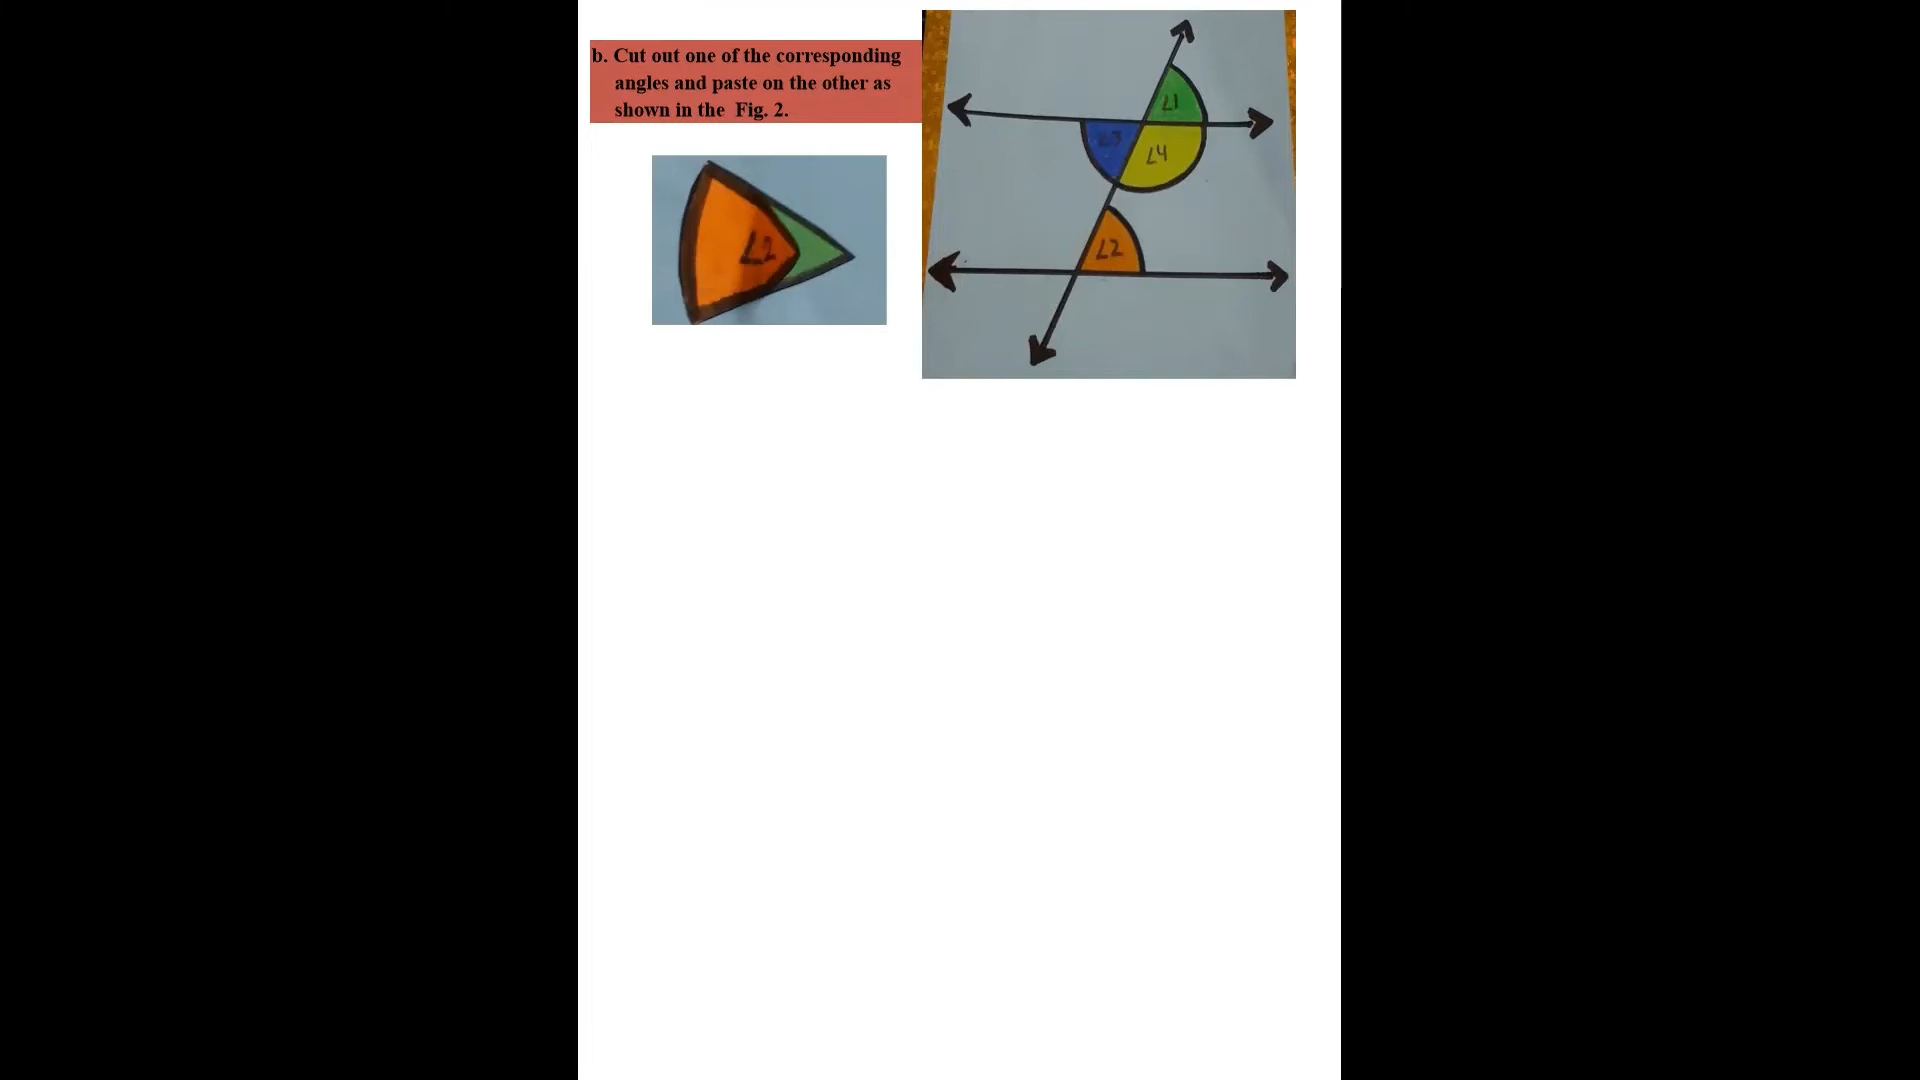 b. Cut out one of the corresponding
angles and paste on the other as
shown in the Fig. 2.
∠1
∠3
∠4
∠2
∠2